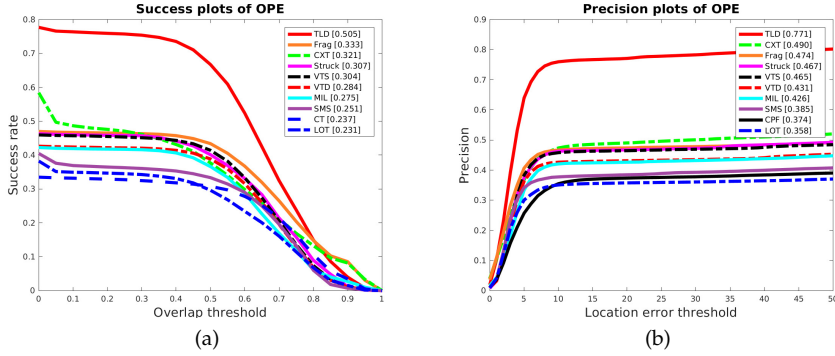 Success plots of OPE
0.8
0.7
0.6
0.5
0.4
0.3
0.2
0.1
0
Success rate
TLD [0.505]
Frag [0.333]
CXT [0.321]
Struck [0.307]
VTS [0.304]
VTD [0.284]
MIL [0.275]
SMS [0.251]
CT [0.237]
LOT [0.231]
0 0.1 0.2 0.3 0.4 0.5 0.6 0.7 0.8 0.9 1
Overlap threshold
(a)
Precision plots of OPE
0.9
0.8
0.7
0.6
0.5
0.4
0.3
0.2
0.1
0
Precision
TLD [0.771]
CXT [0.490]
Frag [0.474]
Struck [0.467]
VTS [0.465]
VTD [0.431]
MIL [0.426]
SMS [0.385]
CPF [0.374]
LOT [0.358]
0 5 10 15 20 25 30 35 40 45 50
Location error threshold
(b)